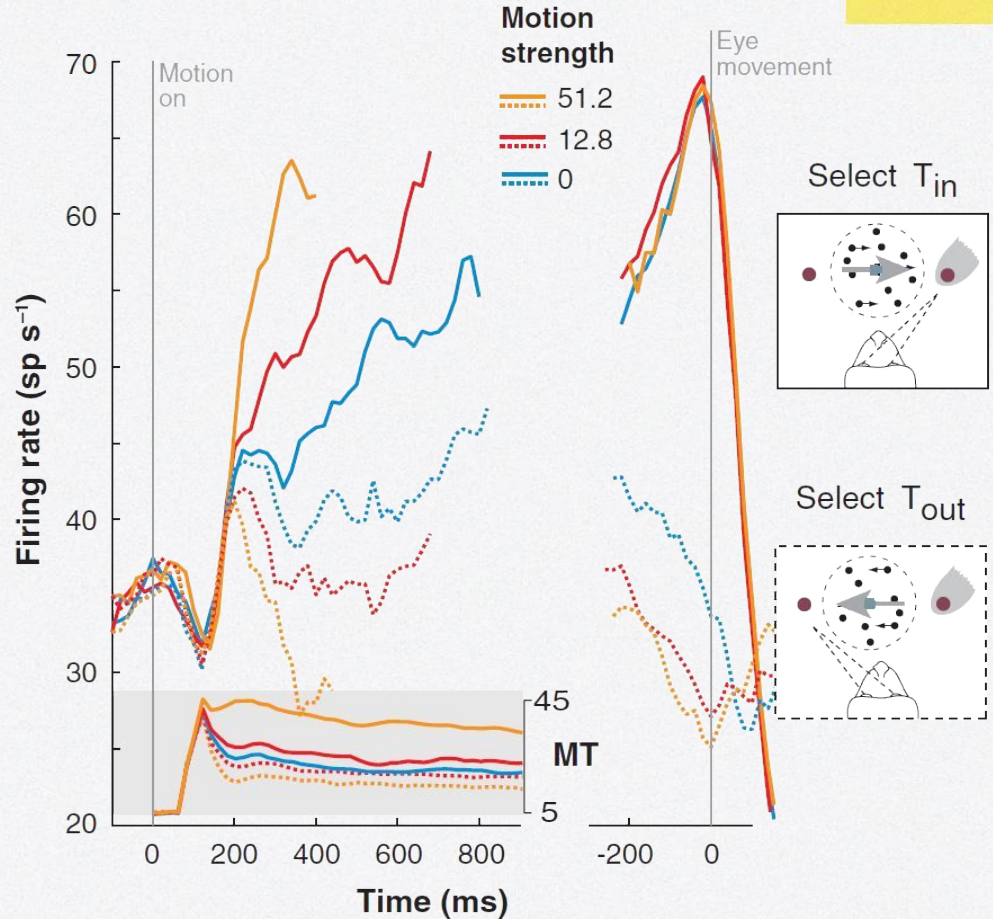 Motion
strength
51.2
12.8
0
Motion
on
Eye
movement
70
60
50
40
30
20
Firing rate (sp s⁻¹)
Select Tin
Select Tout
45
MT
5
0
200
400
600
800
-200
0
Time (ms)